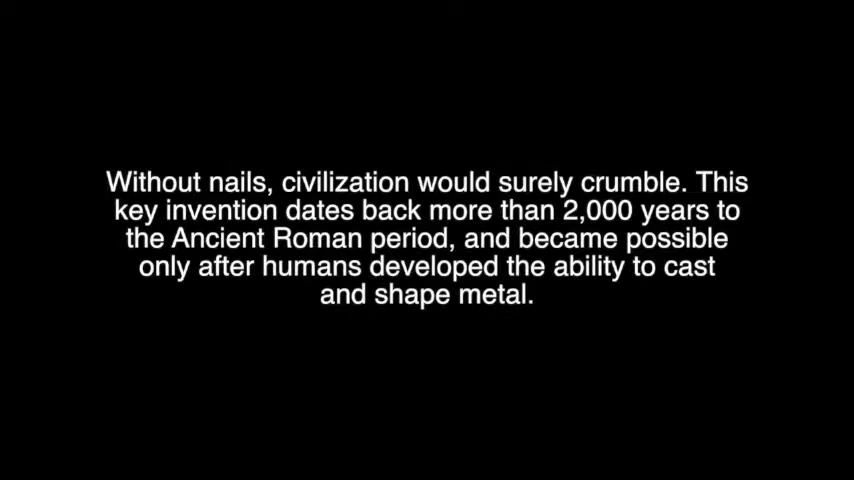 Without nails, civilization would surely crumble. This
key invention dates back more than 2,000 years to
the Ancient Roman period, and became possible
only after humans developed the ability to cast
and shape metal.